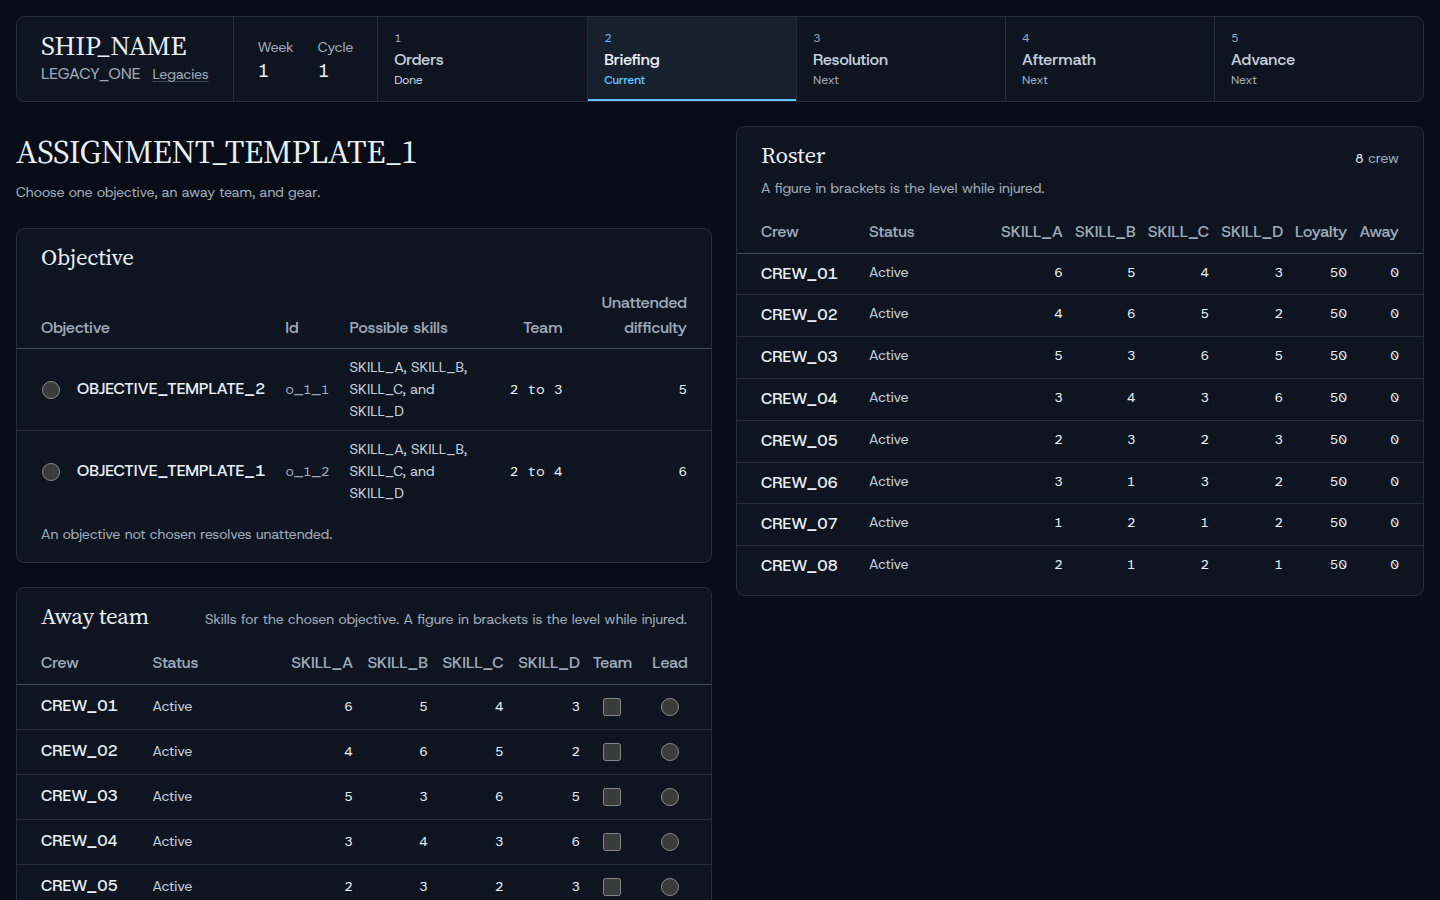 SHIP_NAME
LEGACY_ONE Legacies
Week Cycle
1 1
1
Orders
Done
2
Briefing
Current
3
Resolution
Next
4
Aftermath
Next
5
Advance
Next
ASSIGNMENT_TEMPLATE_1
Choose one objective, an away team, and gear.
Objective
Objective Id Possible skills Team Unattended difficulty
OBJECTIVE_TEMPLATE_2 o_1_1 SKILL_A, SKILL_B, SKILL_C, and SKILL_D 2 to 3 5
OBJECTIVE_TEMPLATE_1 o_1_2 SKILL_A, SKILL_B, SKILL_C, and SKILL_D 2 to 4 6
An objective not chosen resolves unattended.
Away team Skills for the chosen objective. A figure in brackets is the level while injured.
Crew Status SKILL_A SKILL_B SKILL_C SKILL_D Team Lead
CREW_01 Active 6 5 4 3
CREW_02 Active 4 6 5 2
CREW_03 Active 5 3 6 5
CREW_04 Active 3 4 3 6
CREW_05 Active 2 3 2 3
Roster 8 crew
A figure in brackets is the level while injured.
Crew Status SKILL_A SKILL_B SKILL_C SKILL_D Loyalty Away
CREW_01 Active 6 5 4 3 50 0
CREW_02 Active 4 6 5 2 50 0
CREW_03 Active 5 3 6 5 50 0
CREW_04 Active 3 4 3 6 50 0
CREW_05 Active 2 3 2 3 50 0
CREW_06 Active 3 1 3 2 50 0
CREW_07 Active 1 2 1 2 50 0
CREW_08 Active 2 1 2 1 50 0